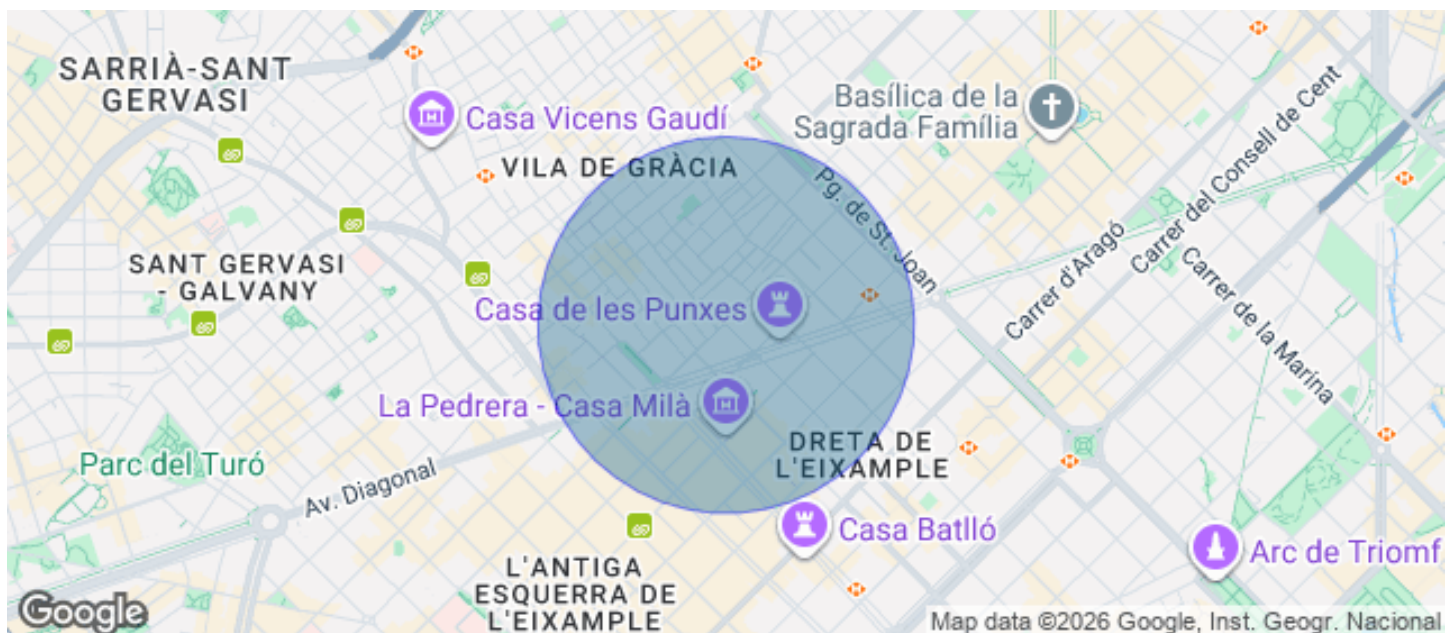 SARRIÀ-SANT
GERVASI
Casa Vicens Gaudí
Basílica de la
Sagrada Família
VILA DE GRÀCIA
Pg. de St. Joan
Carrer d'Aragó
Carrer del Consell de Cent
Carrer de la Marina
SANT GERVASI
- GALVANY
Casa de les Punxes
La Pedrera - Casa Milà
DRETA DE
L'EIXAMPLE
Parc del Turó
Av. Diagonal
Casa Batlló
Arc de Triomf
L'ANTIGA
ESQUERRA DE
L'EIXAMPLE
Google
Map data ©2026 Google, Inst. Geogr. Nacional